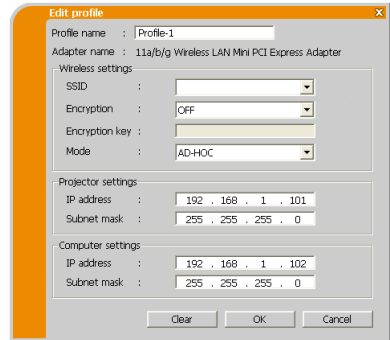 Edit profile x
Profile name : Profile-1
Adapter name : 11a/b/g Wireless LAN Mini PCI Express Adapter
Wireless settings
SSID :
Encryption : OFF
Encryption key :
Mode : AD-HOC
Projector settings
IP address : 192 . 168 . 1 . 101
Subnet mask : 255 . 255 . 255 . 0
Computer settings
IP address : 192 . 168 . 1 . 102
Subnet mask : 255 . 255 . 255 . 0
Clear OK Cancel